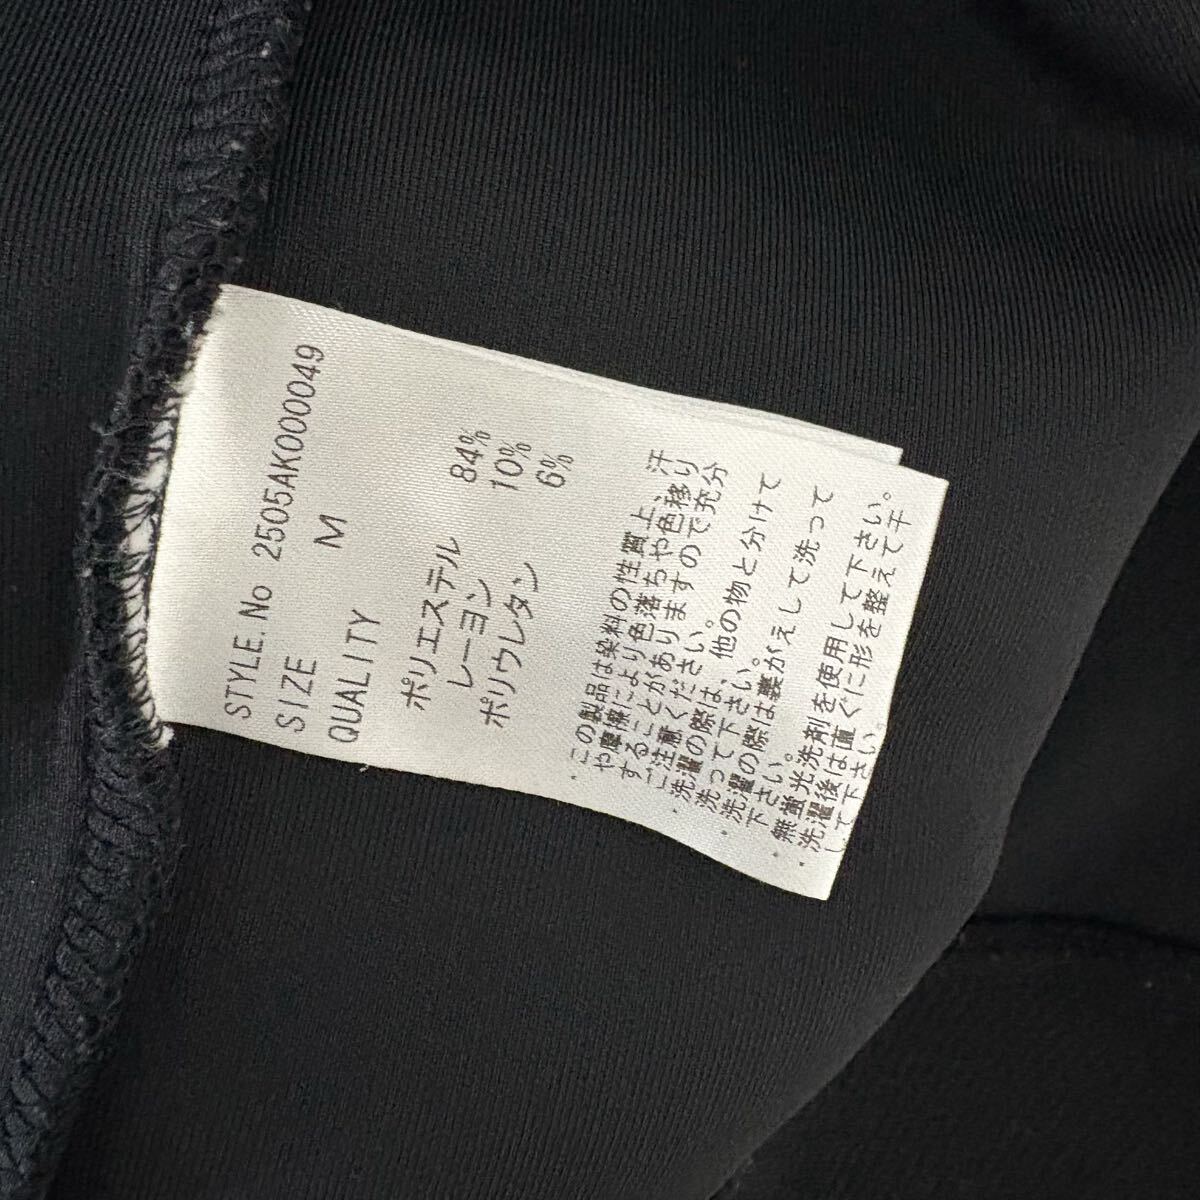 STYLE.No 2505AK000049
SIZE M
QUALITY
ポリエステル 84%
レーヨン 10%
ポリウレタン 6%
・この製品は染料の性質上、汗
や摩擦により色落ちや色移り
することがありますので充分
ご注意ください。
・洗濯の際は、他の物と分けて
洗って下さい。
・洗濯の際は裏がえして洗って
下さい。
・無蛍光洗剤を使用して下さい。
・洗濯後は直ぐに形を整えて干
して下さい。